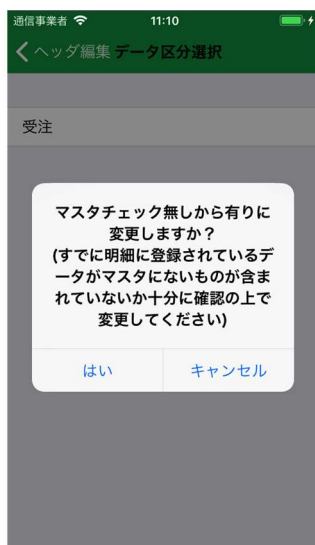 通信事業者 11:10
ヘッダ編集 データ区分選択
受注
マスタチェック無しから有りに
変更しますか？
(すでに明細に登録されているデ
ータがマスタにないものが含ま
れていないか十分に確認の上で
変更してください)
はい キャンセル